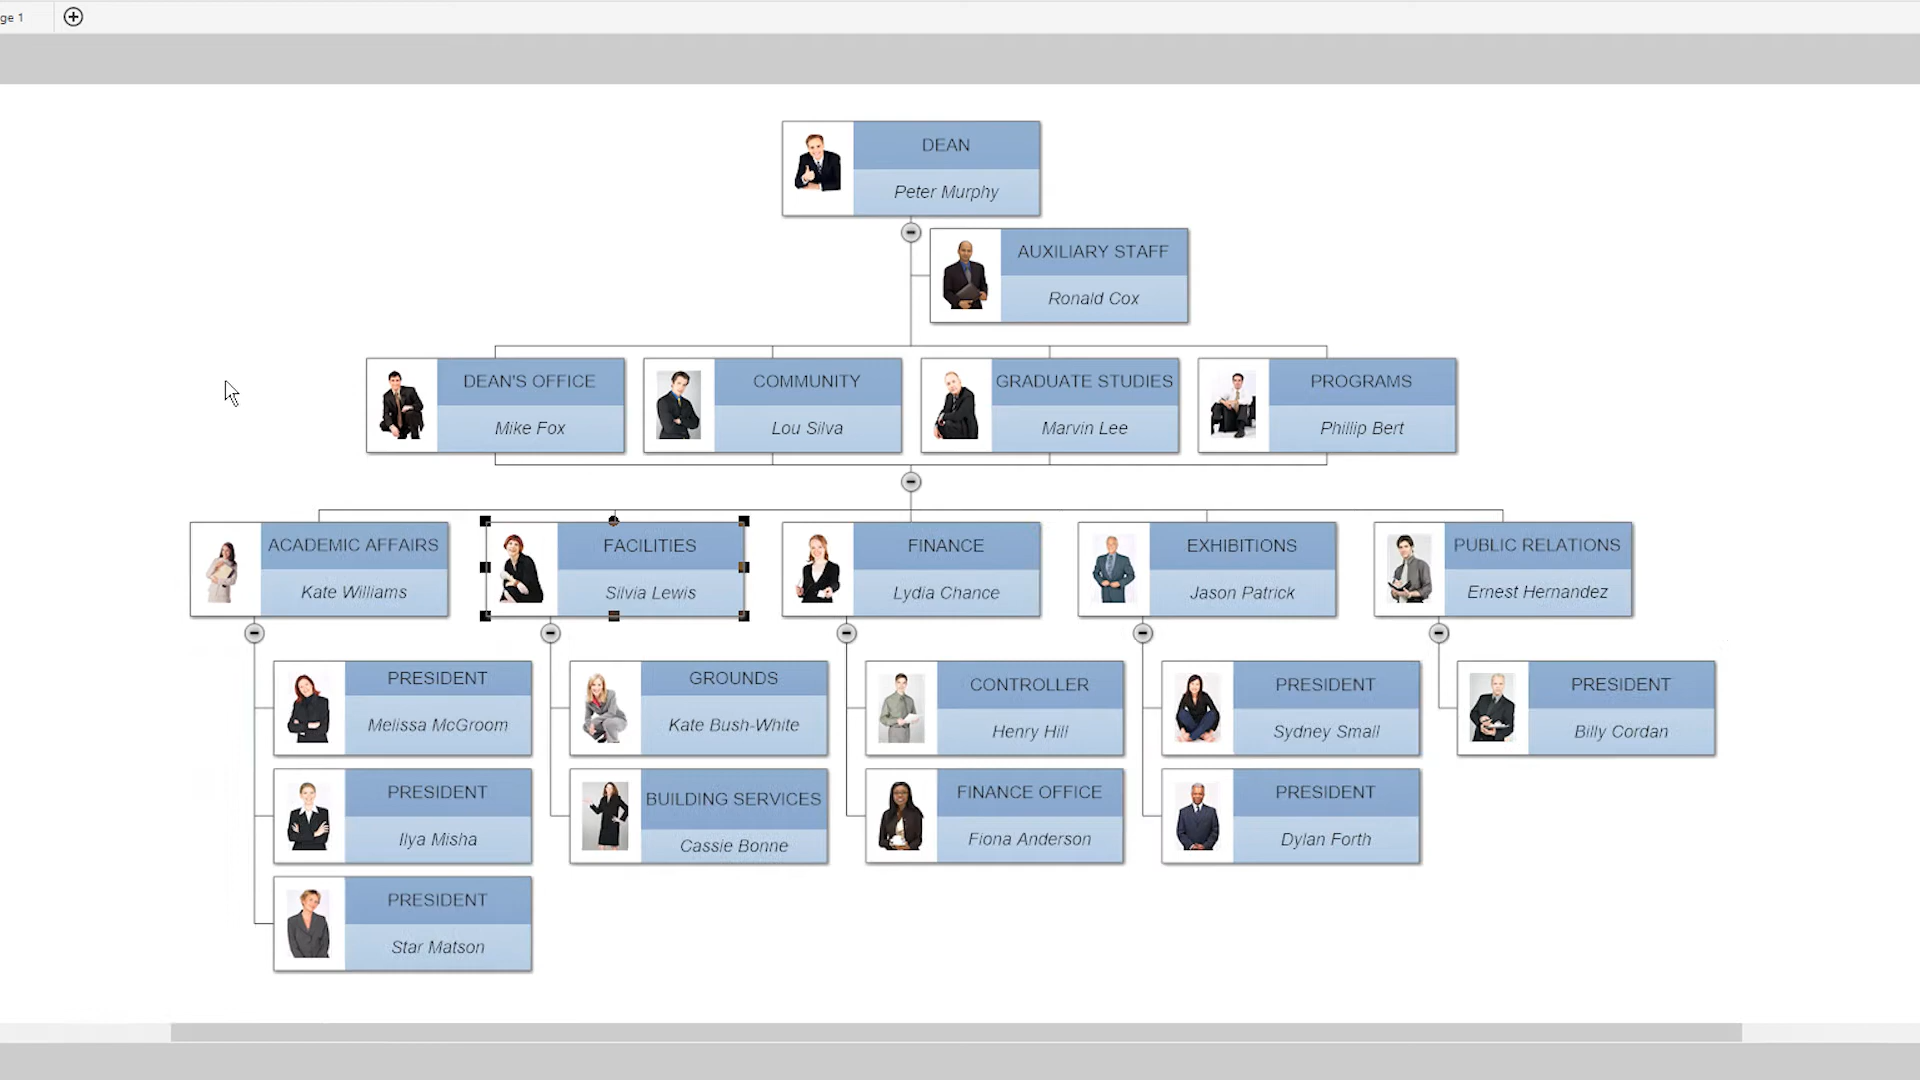 ge 1
DEAN
Peter Murphy
AUXILIARY STAFF
Ronald Cox
DEAN'S OFFICE
Mike Fox
COMMUNITY
Lou Silva
GRADUATE STUDIES
Marvin Lee
PROGRAMS
Phillip Bert
ACADEMIC AFFAIRS
Kate Williams
FACILITIES
Silvia Lewis
FINANCE
Lydia Chance
EXHIBITIONS
Jason Patrick
PUBLIC RELATIONS
Ernest Hernandez
PRESIDENT
Melissa McGroom
GROUNDS
Kate Bush-White
CONTROLLER
Henry Hill
PRESIDENT
Sydney Small
PRESIDENT
Billy Cordan
PRESIDENT
Ilya Misha
BUILDING SERVICES
Cassie Bonne
FINANCE OFFICE
Fiona Anderson
PRESIDENT
Dylan Forth
PRESIDENT
Star Matson